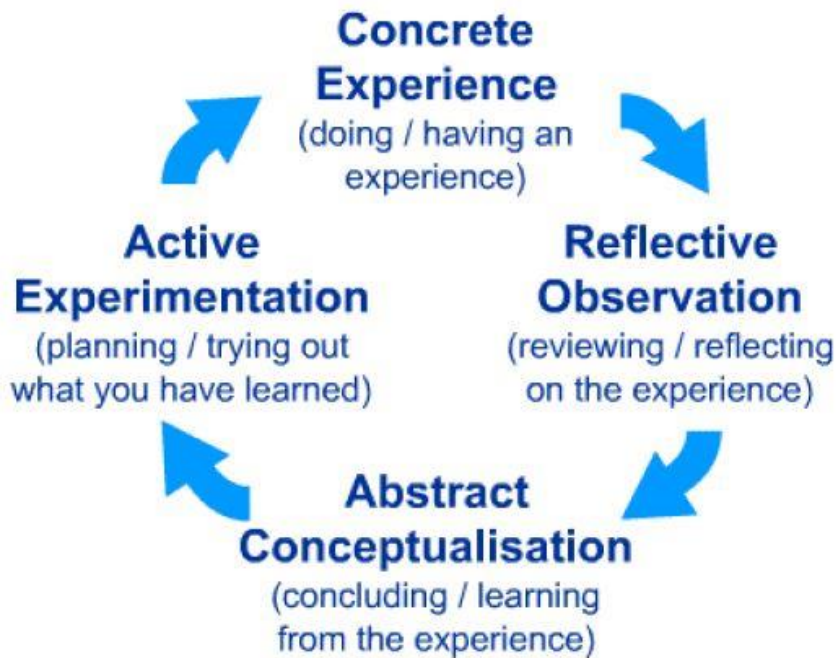 Concrete
Experience
(doing / having an
experience)
Reflective
Observation
(reviewing / reflecting
on the experience)
Abstract
Conceptualisation
(concluding / learning
from the experience)
Active
Experimentation
(planning / trying out
what you have learned)